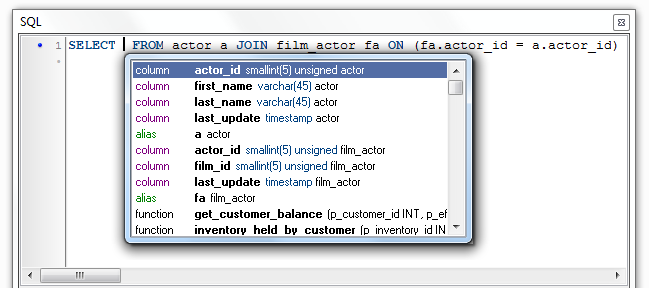 SQL
1 SELECT FROM actor a JOIN film_actor fa ON (fa.actor_id = a.actor_id)
column actor_id smallint(5) unsigned actor
column first_name varchar(45) actor
column last_name varchar(45) actor
column last_update timestamp actor
alias a actor
column actor_id smallint(5) unsigned film_actor
column film_id smallint(5) unsigned film_actor
column last_update timestamp film_actor
alias fa film_actor
function get_customer_balance (p_customer_id INT, p_ef
function inventory_held_by_customer (p_inventory_id IN